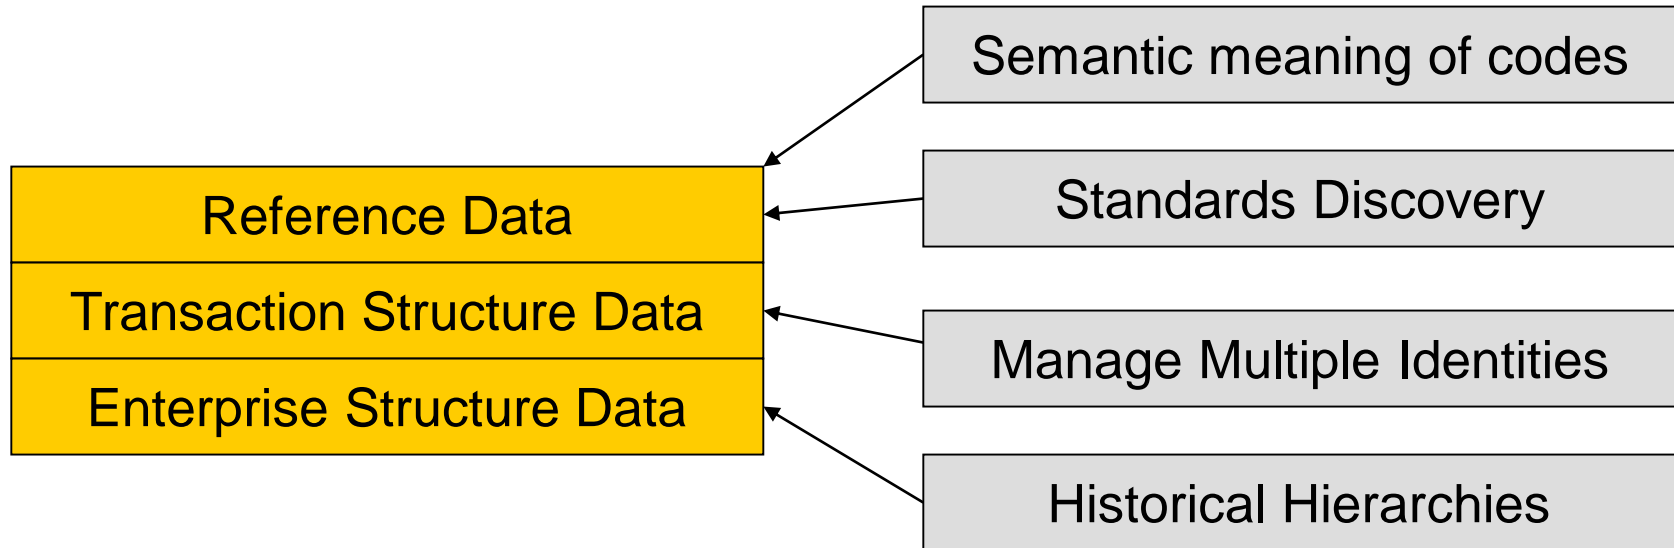 Semantic meaning of codes
Standards Discovery
Reference Data
Transaction Structure Data
Manage Multiple Identities
Enterprise Structure Data
Historical Hierarchies